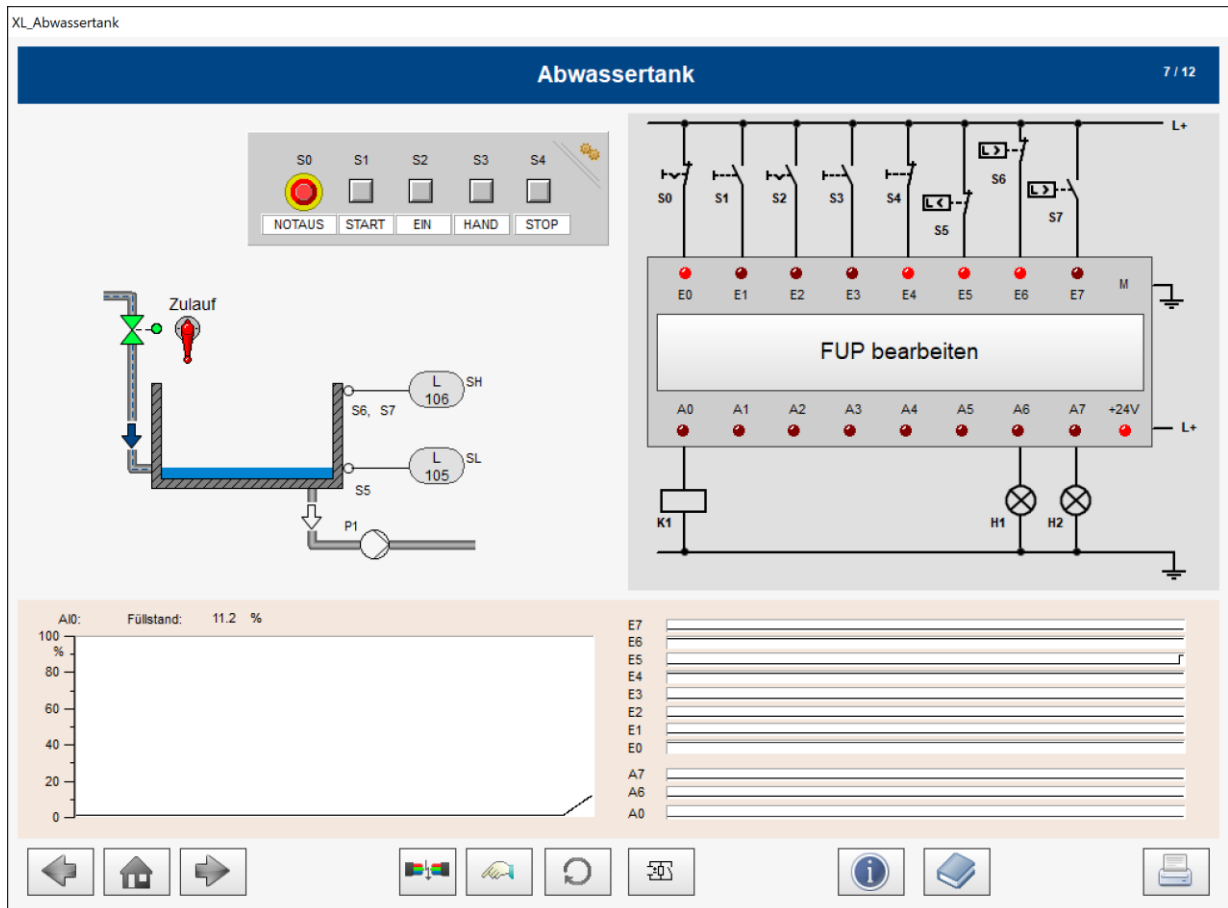 XL_Abwassertank
Abwassertank
7 / 12
S0 S1 S2 S3 S4
NOTAUS START EIN HAND STOP
Zulauf
L
106
SH
S6, S7
L
105
SL
S5
P1
L+
S0 S1 S2 S3 S4 S5 S6 S7
L <
L >
L >
E0 E1 E2 E3 E4 E5 E6 E7 M
FUP bearbeiten
A0 A1 A2 A3 A4 A5 A6 A7 +24V
L+
K1 H1 H2
AI0: Füllstand: 11.2 %
100
%
80
60
40
20
0
E7
E6
E5
E4
E3
E2
E1
E0
A7
A6
A0
i